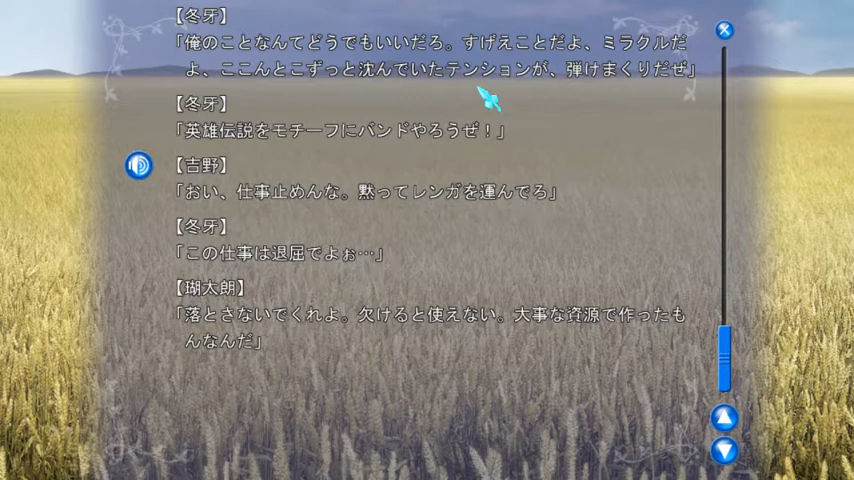 【冬牙】
「俺のことなんてどうでもいいだろ。すげえことだよ、ミラクルだ
よ、ここんとこずっと沈んでいたテンションが、弾けまくりだぜ」
【冬牙】
「英雄伝説をモチーフにバンドやろうぜ！」
【吉野】
「おい、仕事止めんな。黙ってレンガを運んでろ」
【冬牙】
「この仕事は退屈でよぉ…」
【瑚太朗】
「落とさないでくれよ。欠けると使えない。大事な資源で作ったも
んなんだ」